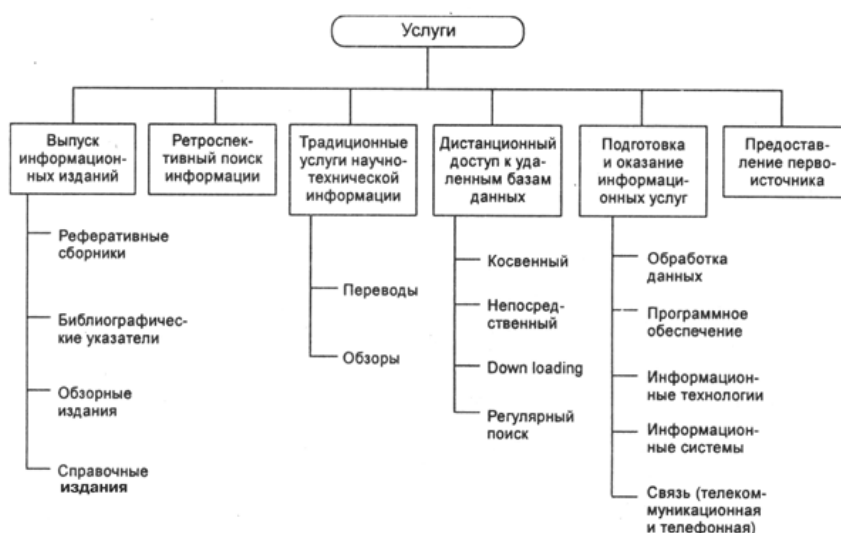 Услуги
Выпуск
информацион-
ных изданий
Реферативные
сборники
Библиографичес-
кие указатели
Обзорные
издания
Справочные
издания
Ретроспек-
тивный поиск
информации
Традиционные
услуги научно-
технической
информации
Переводы
Обзоры
Дистанционный
доступ к уда-
ленным базам
данных
Косвенный
Непосред-
ственный
Down loading
Регулярный
поиск
Подготовка
и оказание
информаци-
онных услуг
Обработка
данных
Программное
обеспечение
Информацион-
ные технологии
Информацион-
ные системы
Связь (телеком-
муникационная
и телефонная)
Предостав-
ление перво-
источника